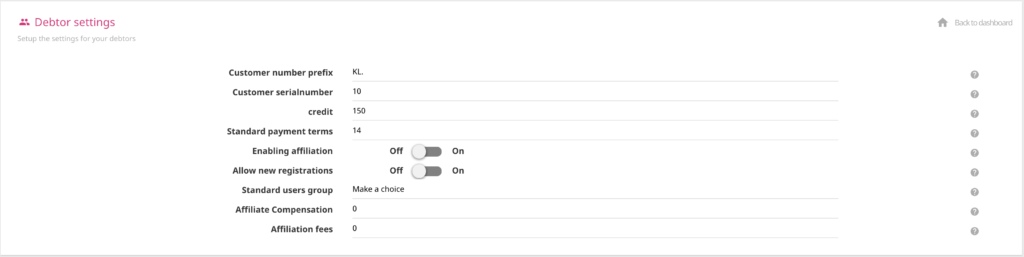 Debtor settings
Back to dashboard
Setup the settings for your debtors
Customer number prefix KL.
Customer serialnumber 10
credit 150
Standard payment terms 14
Enabling affiliation Off On
Allow new registrations Off On
Standard users group Make a choice
Affiliate Compensation 0
Affiliation fees 0